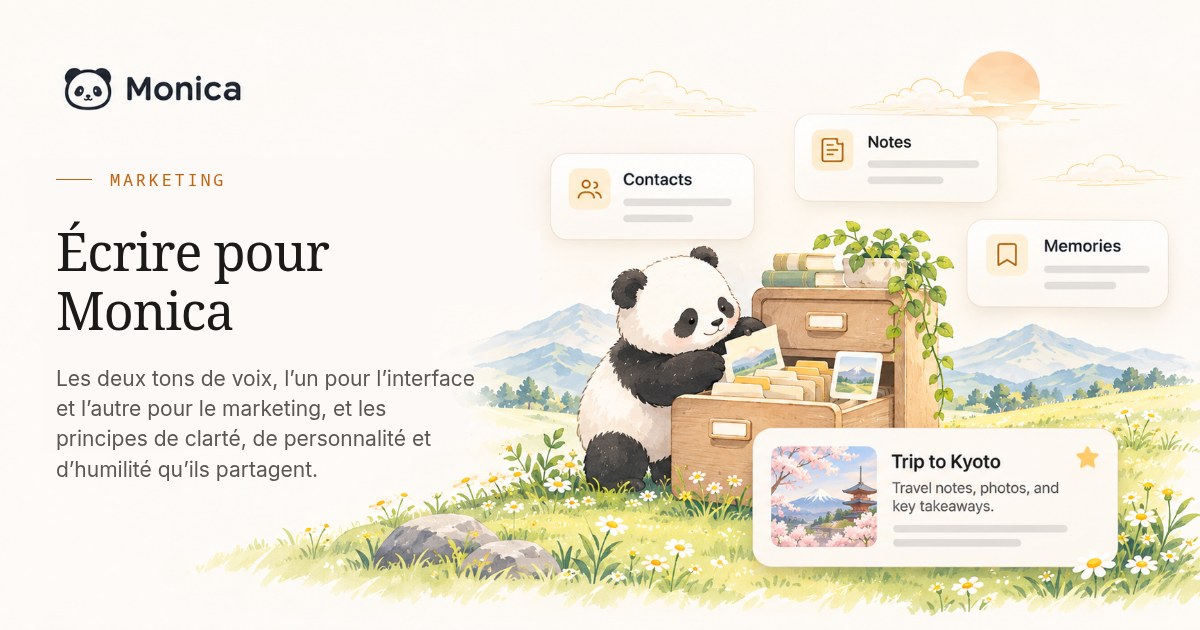 Monica
MARKETING
Écrire pour
Monica
Les deux tons de voix, l’un pour l’interface
et l’autre pour le marketing, et les
principes de clarté, de personnalité et
d’humilité qu’ils partagent.
Contacts
Notes
Memories
Trip to Kyoto
Travel notes, photos, and
key takeaways.